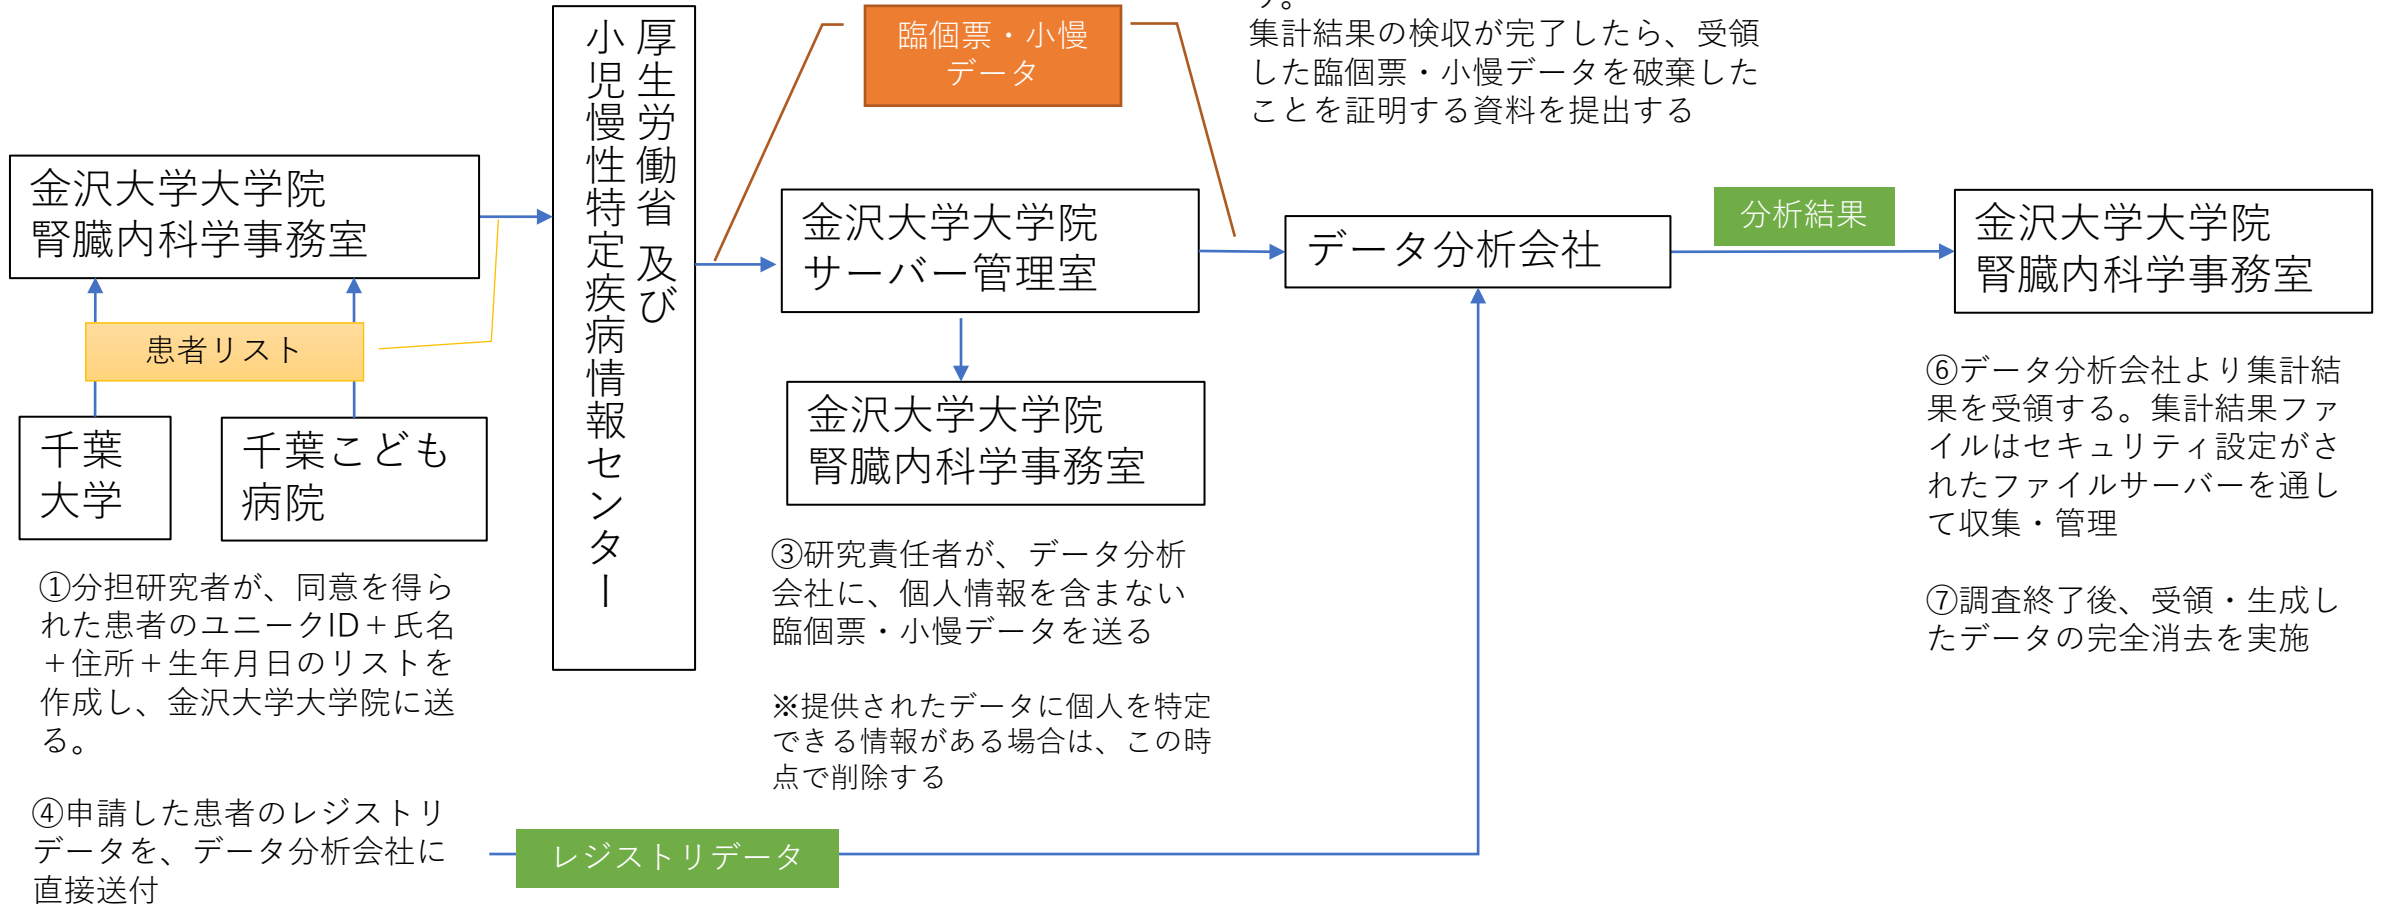 す。
集計結果の検収が完了したら、受領
した臨個票・小慢データを破棄した
ことを証明する資料を提出する
臨個票・小慢
データ
厚生労働省 及び
小児慢性特定疾病情報センター
金沢大学大学院
腎臓内科学事務室
患者リスト
千葉
大学
千葉こども
病院
①分担研究者が、同意を得ら
れた患者のユニークID＋氏名
＋住所＋生年月日のリストを
作成し、金沢大学大学院に送
る。
④申請した患者のレジストリ
データを、データ分析会社に
直接送付
レジストリデータ
金沢大学大学院
サーバー管理室
金沢大学大学院
腎臓内科学事務室
③研究責任者が、データ分析
会社に、個人情報を含まない
臨個票・小慢データを送る
※提供されたデータに個人を特定
できる情報がある場合は、この時
点で削除する
データ分析会社
分析結果
金沢大学大学院
腎臓内科学事務室
⑥データ分析会社より集計結
果を受領する。集計結果ファ
イルはセキュリティ設定がさ
れたファイルサーバーを通し
て収集・管理
⑦調査終了後、受領・生成し
たデータの完全消去を実施